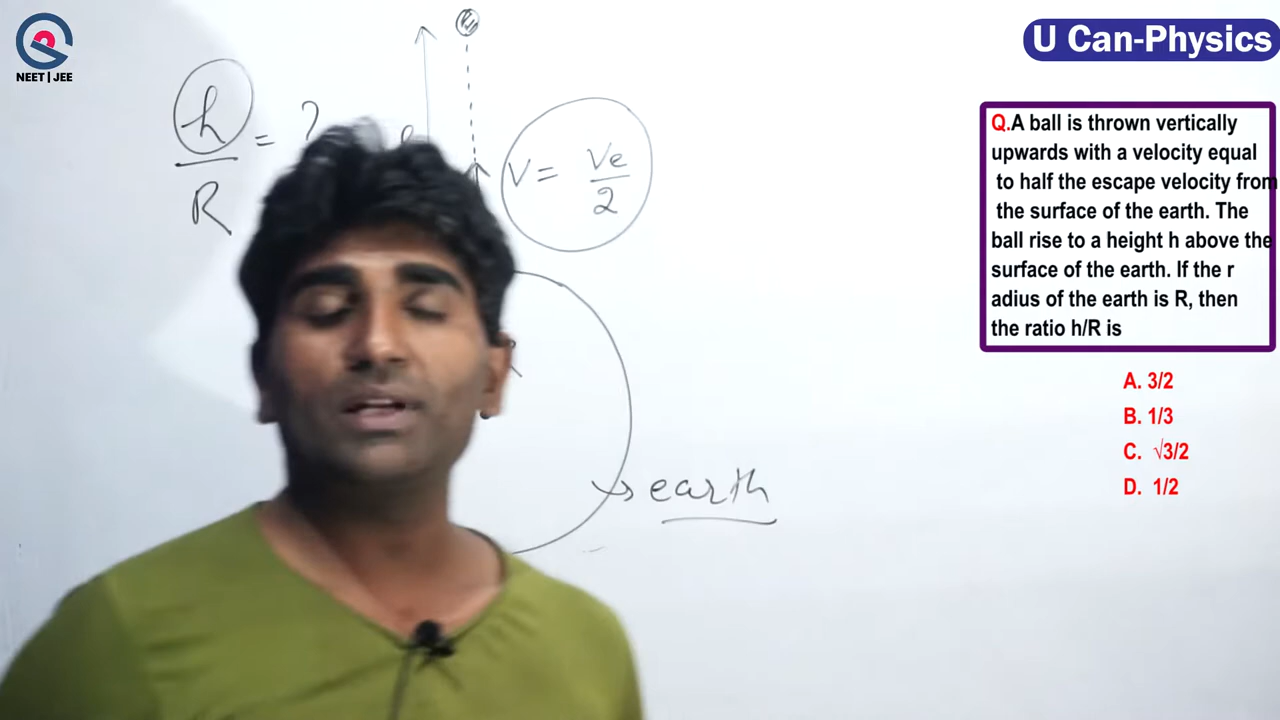 NEET | JEE
U Can-Physics
h/R = ?
V = Ve/2
earth
Q.A ball is thrown vertically
upwards with a velocity equal
to half the escape velocity from
the surface of the earth. The
ball rise to a height h above the
surface of the earth. If the r
adius of the earth is R, then
the ratio h/R is
A. 3/2
B. 1/3
C. √3/2
D. 1/2